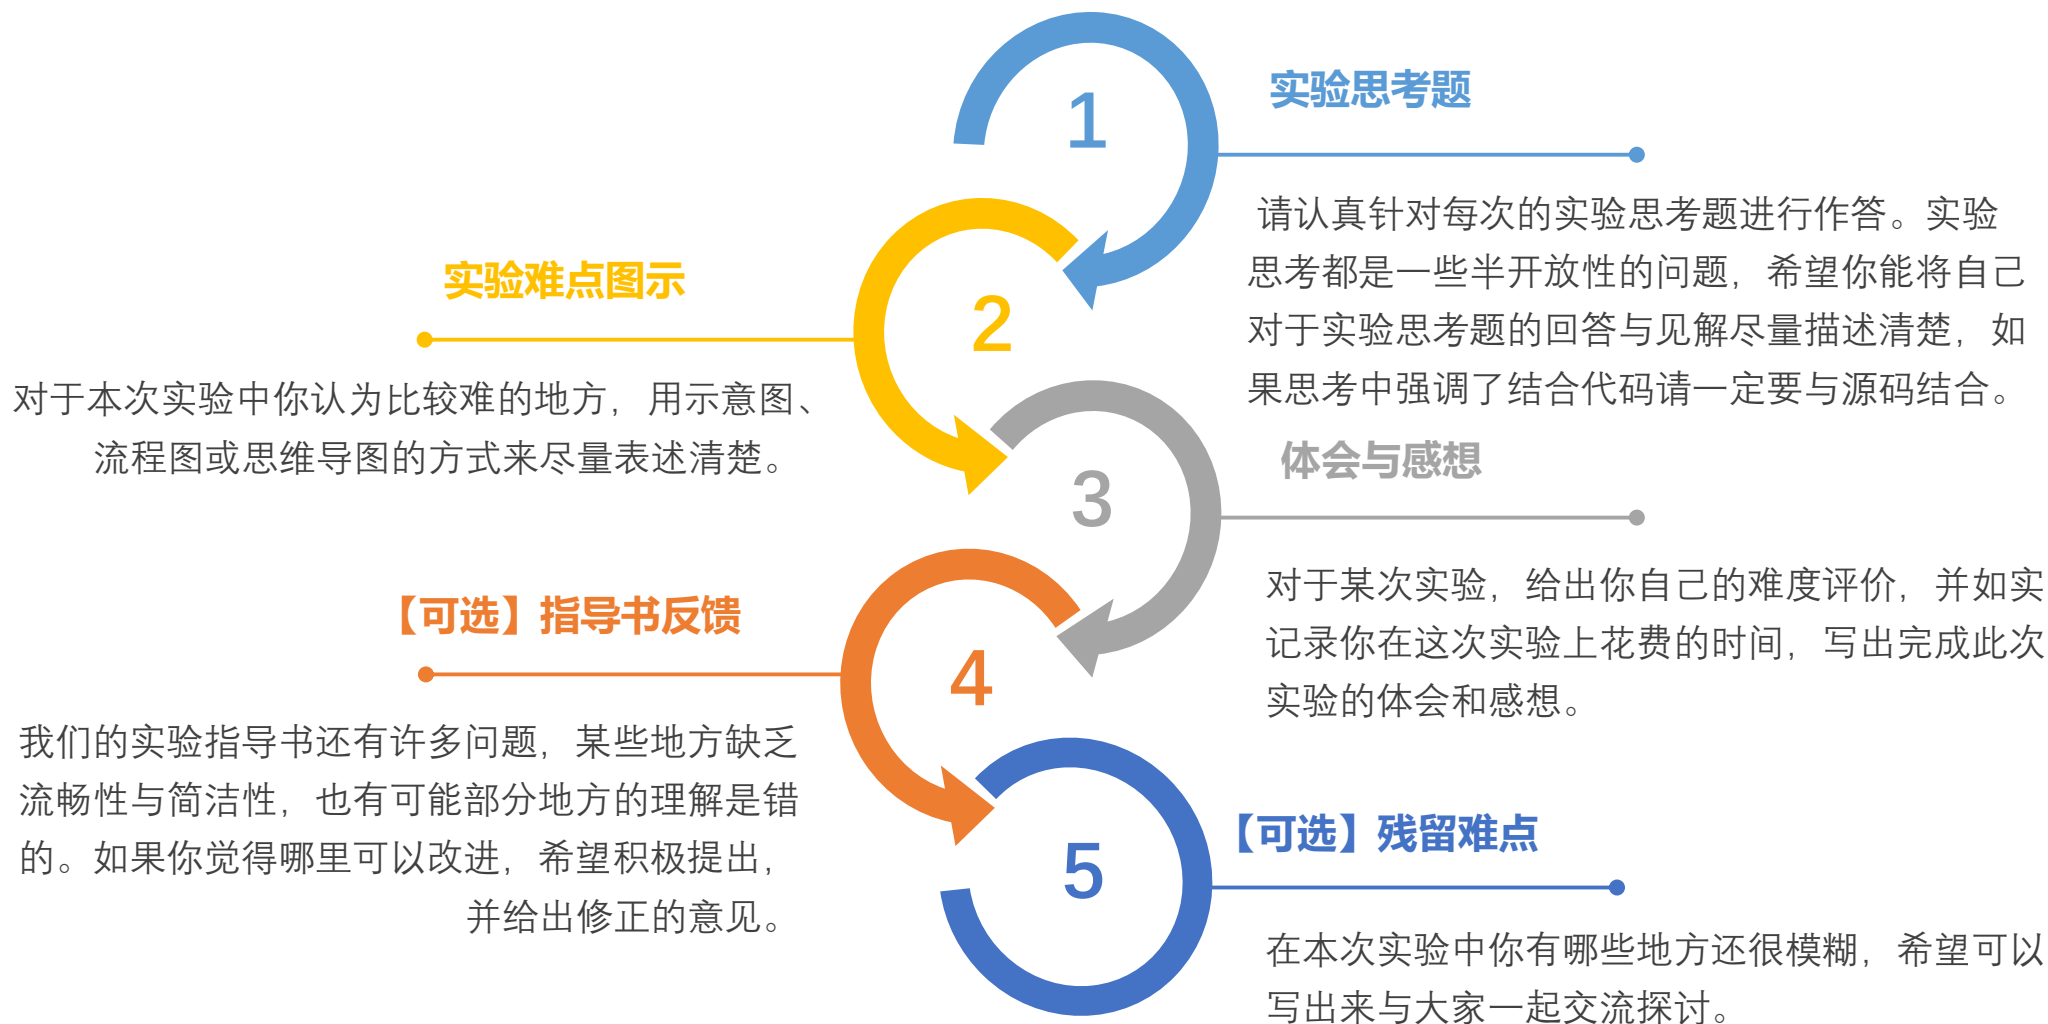 1
实验思考题
请认真针对每次的实验思考题进行作答。实验
思考都是一些半开放性的问题，希望你能将自己
对于实验思考题的回答与见解尽量描述清楚，如
果思考中强调了结合代码请一定要与源码结合。
2
实验难点图示
对于本次实验中你认为比较难的地方，用示意图、
流程图或思维导图的方式来尽量表述清楚。
3
体会与感想
对于某次实验，给出你自己的难度评价，并如实
记录你在这次实验上花费的时间，写出完成此次
实验的体会和感想。
4
【可选】指导书反馈
我们的实验指导书还有许多问题，某些地方缺乏
流畅性与简洁性，也有可能部分地方的理解是错
的。如果你觉得哪里可以改进，希望积极提出，
并给出修正的意见。
5
【可选】残留难点
在本次实验中你有哪些地方还很模糊，希望可以
写出来与大家一起交流探讨。